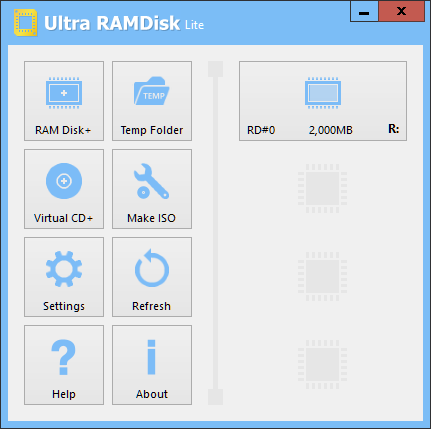 Ultra RAMDisk Lite
RAM Disk+
TEMP
Temp Folder
RD#0 2,000MB R:
Virtual CD+
Make ISO
Settings
Refresh
?
Help
i
About